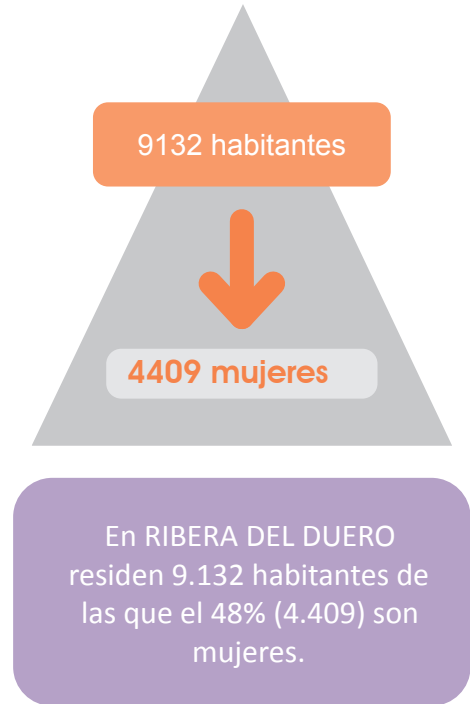 9132 habitantes
4409 mujeres
En RIBERA DEL DUERO
residen 9.132 habitantes de
las que el 48% (4.409) son
mujeres.